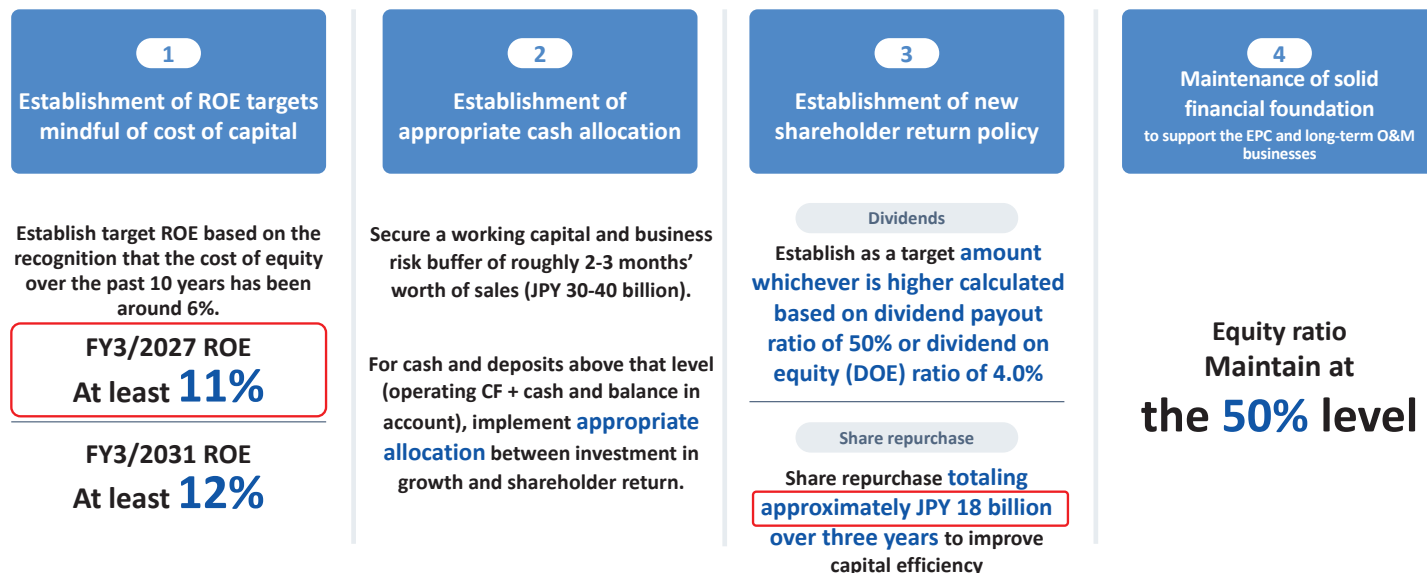 1
Establishment of ROE targets
mindful of cost of capital
Establish target ROE based on the
recognition that the cost of equity
over the past 10 years has been
around 6%.
FY3/2027 ROE
At least 11%
FY3/2031 ROE
At least 12%
2
Establishment of
appropriate cash allocation
Secure a working capital and business
risk buffer of roughly 2-3 months’
worth of sales (JPY 30-40 billion).
For cash and deposits above that level
(operating CF + cash and balance in
account), implement appropriate
allocation between investment in
growth and shareholder return.
3
Establishment of new
shareholder return policy
Dividends
Establish as a target amount
whichever is higher calculated
based on dividend payout
ratio of 50% or dividend on
equity (DOE) ratio of 4.0%
Share repurchase
Share repurchase totaling
approximately JPY 18 billion
over three years to improve
capital efficiency
4
Maintenance of solid
financial foundation
to support the EPC and long-term O&M
businesses
Equity ratio
Maintain at
the 50% level